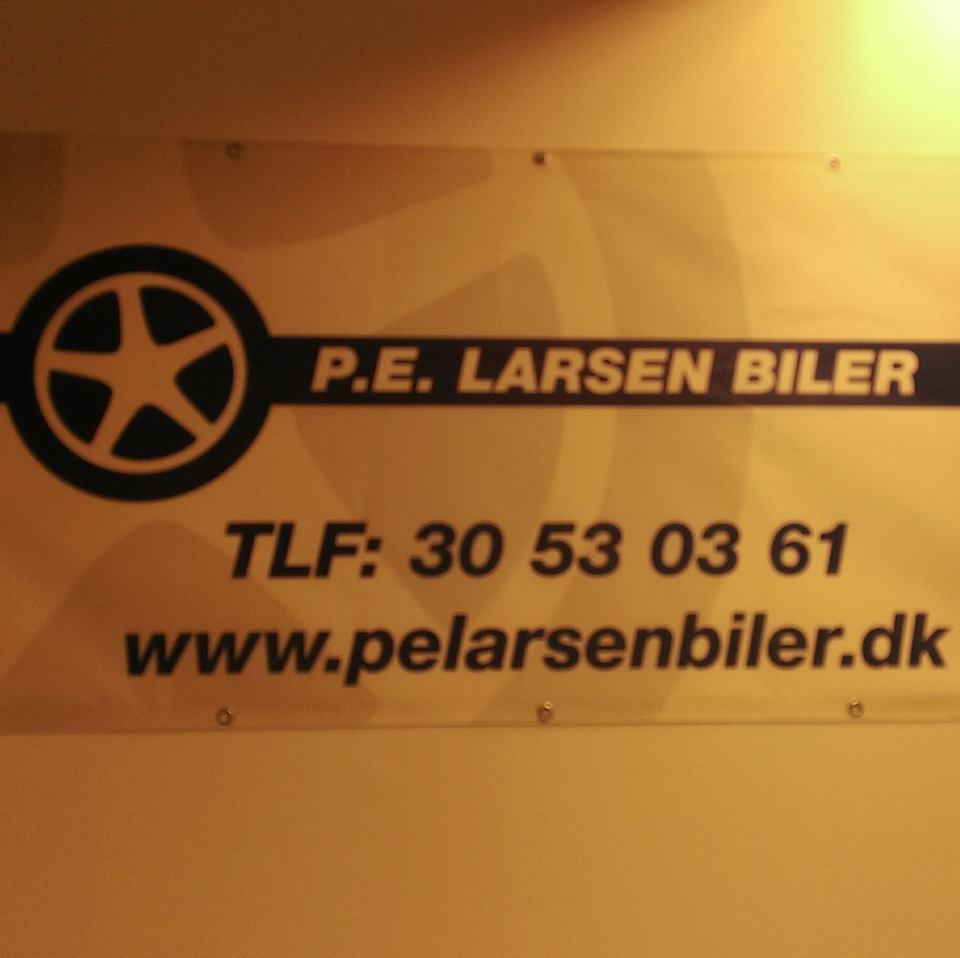 P.E. LARSEN BILER
TLF: 30 53 03 61
www.pelarsenbiler.dk